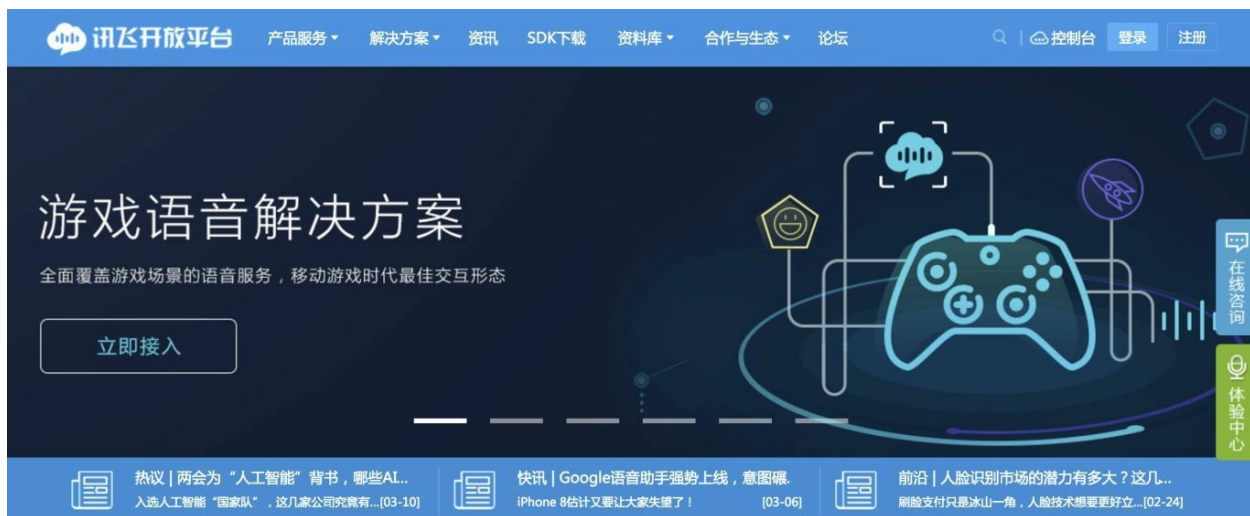 讯飞开放平台 产品服务 解决方案 资讯 SDK下载 资料库 合作与生态 论坛 控制台 登录 注册
游戏语音解决方案
全面覆盖游戏场景的语音服务，移动游戏时代最佳交互形态
立即接入
在线咨询
体验中心
热议 | 两会为“人工智能”背书，哪些AI...
入选人工智能“国家队”，这几家公司究竟有...[03-10]
快讯 | Google语音助手强势上线，意图碾.
iPhone 8估计又要让大家失望了！ [03-06]
前沿 | 人脸识别市场的潜力有多大？这几...
刷脸支付只是冰山一角，人脸技术想要更好立...[02-24]